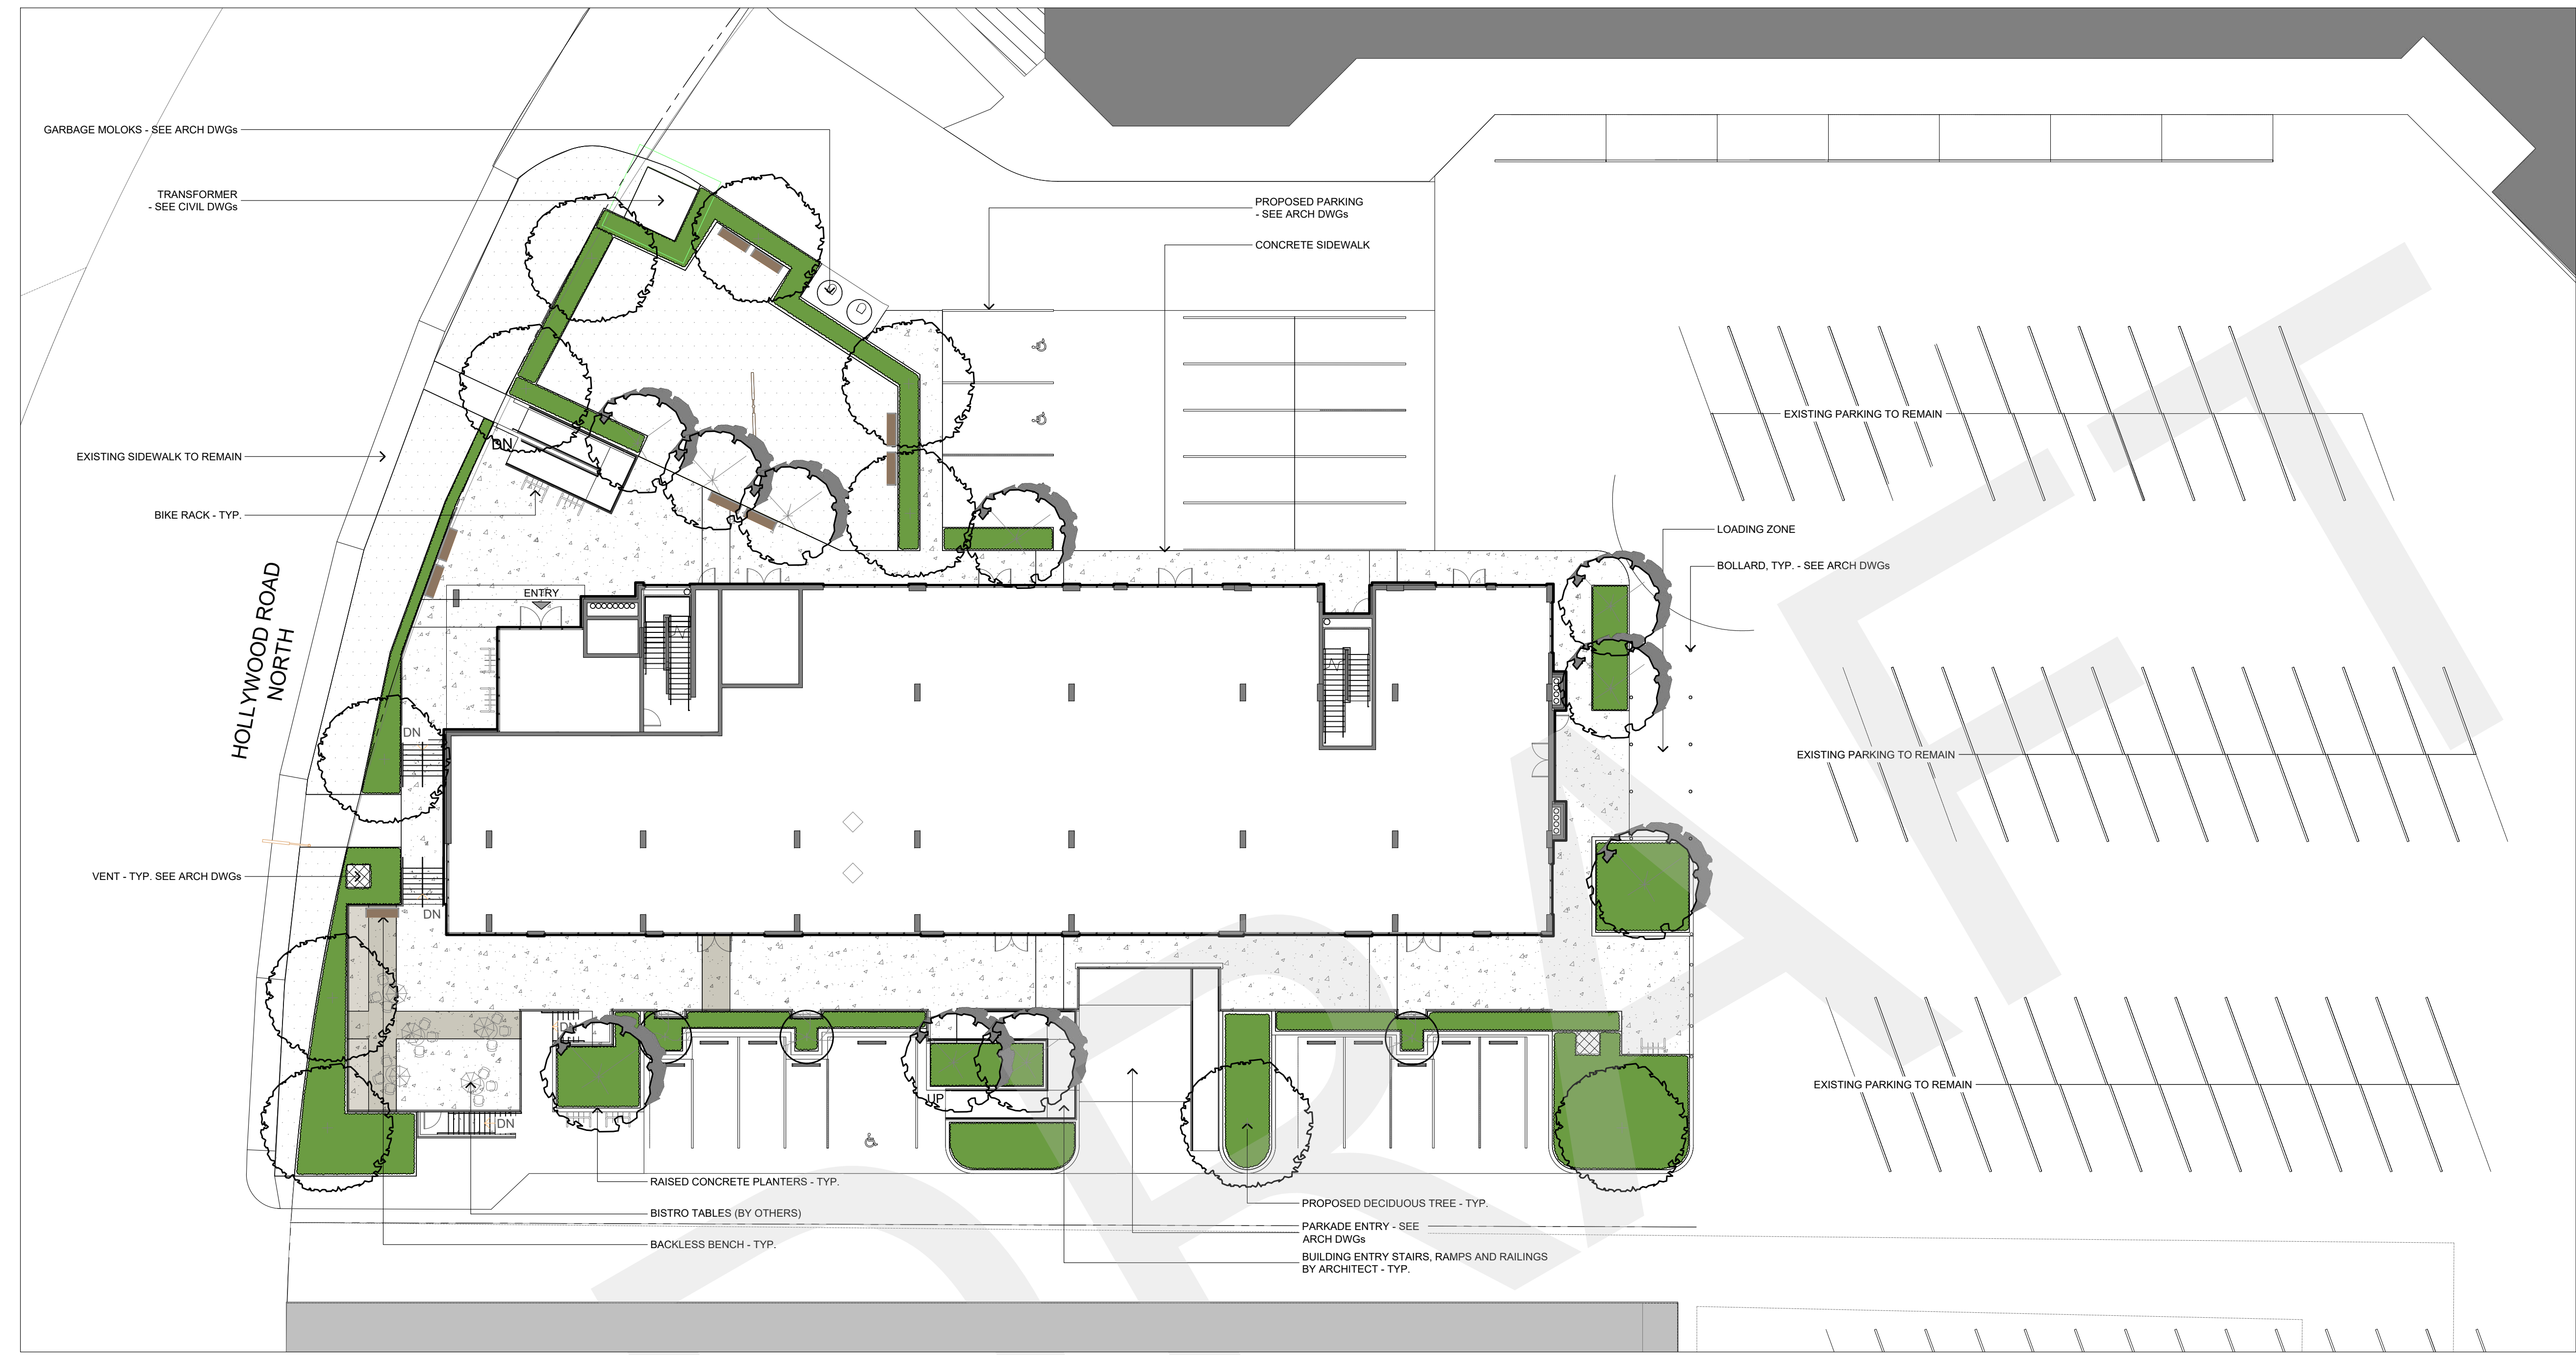 GARBAGE MOLOKS - SEE ARCH DWGs
TRANSFORMER
- SEE CIVIL DWGs
PROPOSED PARKING
- SEE ARCH DWGs
CONCRETE SIDEWALK
EXISTING PARKING TO REMAIN
DN
EXISTING SIDEWALK TO REMAIN
BIKE RACK - TYP.
LOADING ZONE
BOLLARD, TYP. - SEE ARCH DWGs
ENTRY
HOLLYWOOD ROAD
NORTH
DN
EXISTING PARKING TO REMAIN
VENT - TYP. SEE ARCH DWGs
DN
DN
EXISTING PARKING TO REMAIN
UP
DN
RAISED CONCRETE PLANTERS - TYP.
BISTRO TABLES (BY OTHERS)
BACKLESS BENCH - TYP.
PROPOSED DECIDUOUS TREE - TYP.
PARKADE ENTRY - SEE
ARCH DWGs
BUILDING ENTRY STAIRS, RAMPS AND RAILINGS
BY ARCHITECT - TYP.
DRAFT